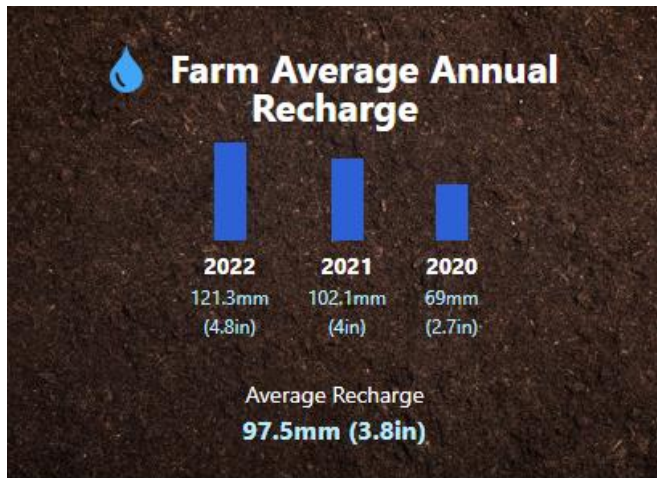 Farm Average Annual
Recharge
2022 2021 2020
121.3mm 102.1mm 69mm
(4.8in) (4in) (2.7in)
Average Recharge
97.5mm (3.8in)